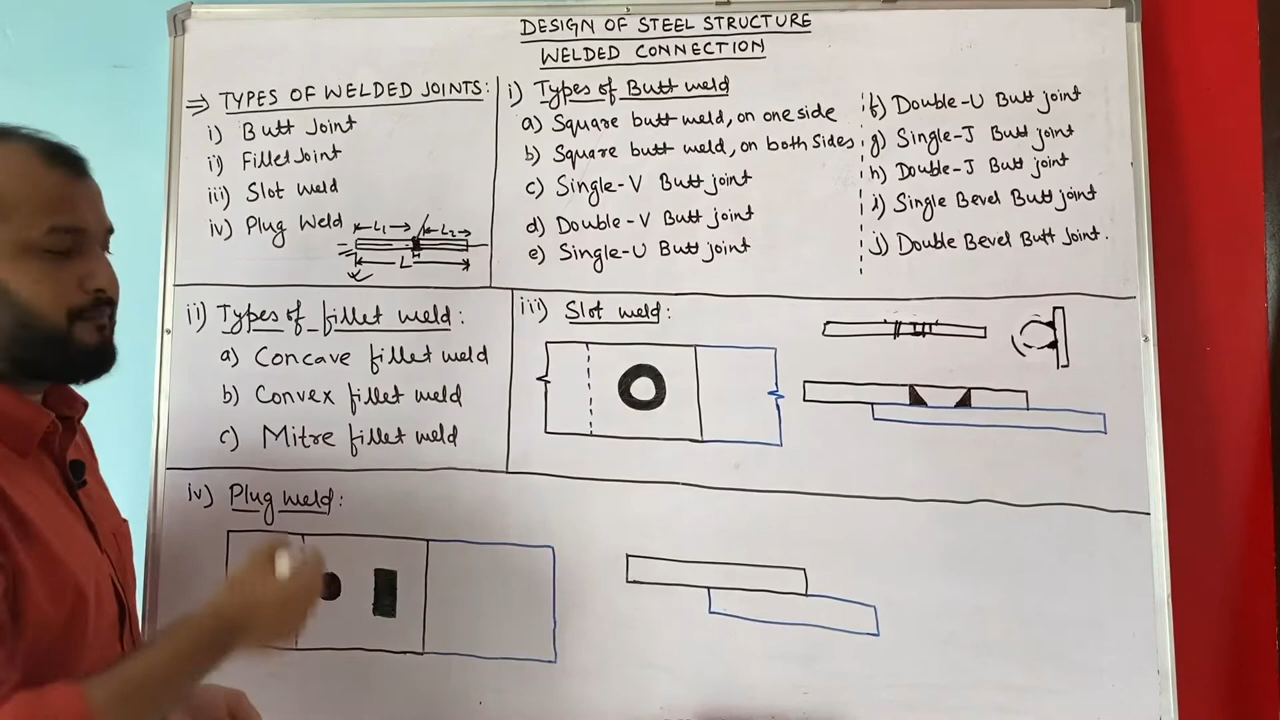 DESIGN OF STEEL STRUCTURE
WELDED CONNECTION
⇒ TYPES OF WELDED JOINTS:
i) Butt Joint
ii) Fillet Joint
iii) Slot weld
iv) Plug Weld
L1
L2
L
i) Types of Butt weld
a) Square butt weld, on one side
b) Square butt weld, on both sides
c) Single-V Butt joint
d) Double-V Butt joint
e) Single-U Butt joint
f) Double-U Butt joint
g) Single-J Butt joint
h) Double-J Butt joint
i) Single Bevel Butt joint
j) Double Bevel Butt Joint.
ii) Types of fillet weld:
a) Concave fillet weld
b) Convex fillet weld
c) Mitre fillet weld
iii) Slot weld:
iv) Plug weld: